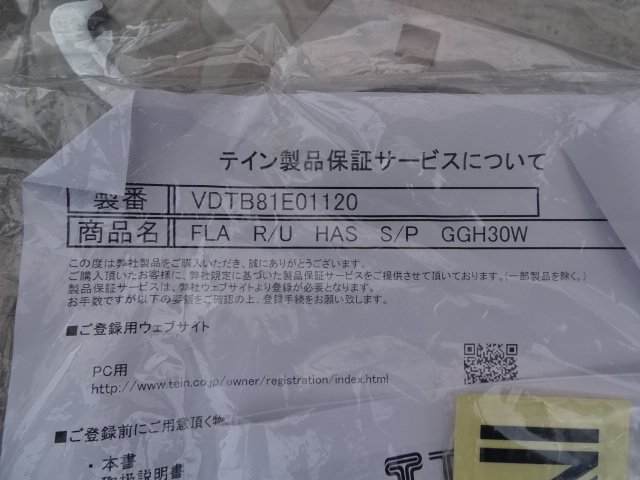 テイン製品保証サービスについて
製番 VDTB81E01120
商品名 FLA R/U HAS S/P GGH30W
この度は弊社製品をご購入いただき、誠にありがとうございます。
ご購入頂いたお客様に、弊社規定に基づいた製品保証サービスをご提供させて頂いております。(一部製品を除く。)
製品保証サービスは、弊社ウェブサイトより登録が必要となります。
お手数ですが以下の要領をご確認の上、登録手続をお願い致します。
■ご登録用ウェブサイト
PC用
http://www.tein.co.jp/owner/registration/index.html
■ご登録前にご用意頂く物
・本書
取扱説明書